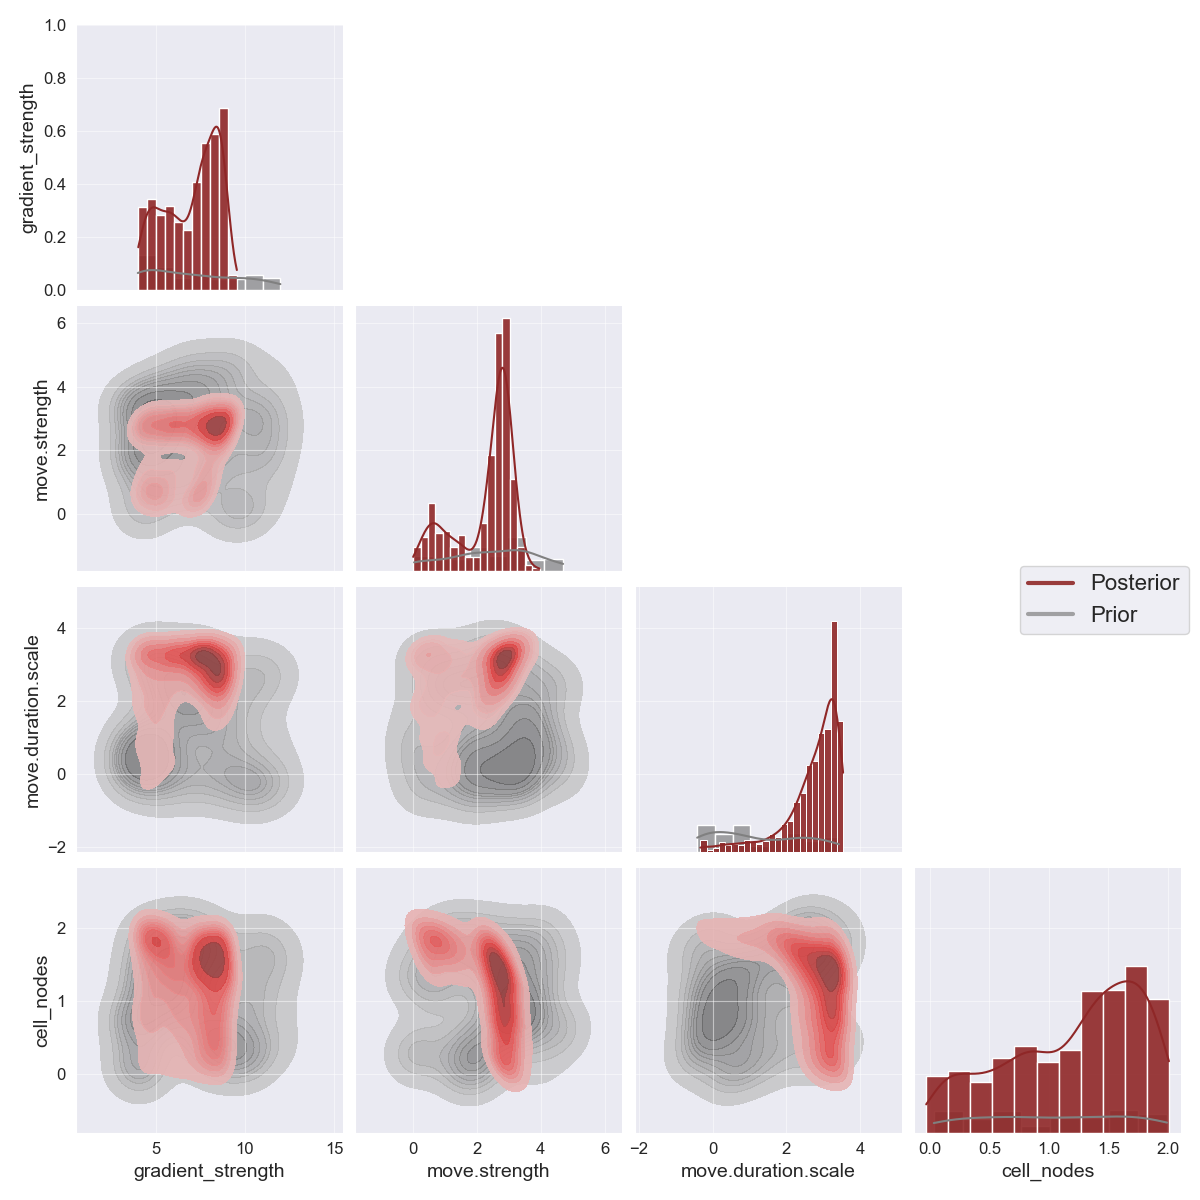 1.0
0.8
0.6
0.4
0.2
0.0
gradient_strength
6
4
2
0
move.strength
4
2
0
−2
move.duration.scale
Posterior
Prior
2
1
0
cell_nodes
5 10 15
0 2 4 6
−2 0 2 4
0.0 0.5 1.0 1.5 2.0
gradient_strength
move.strength
move.duration.scale
cell_nodes